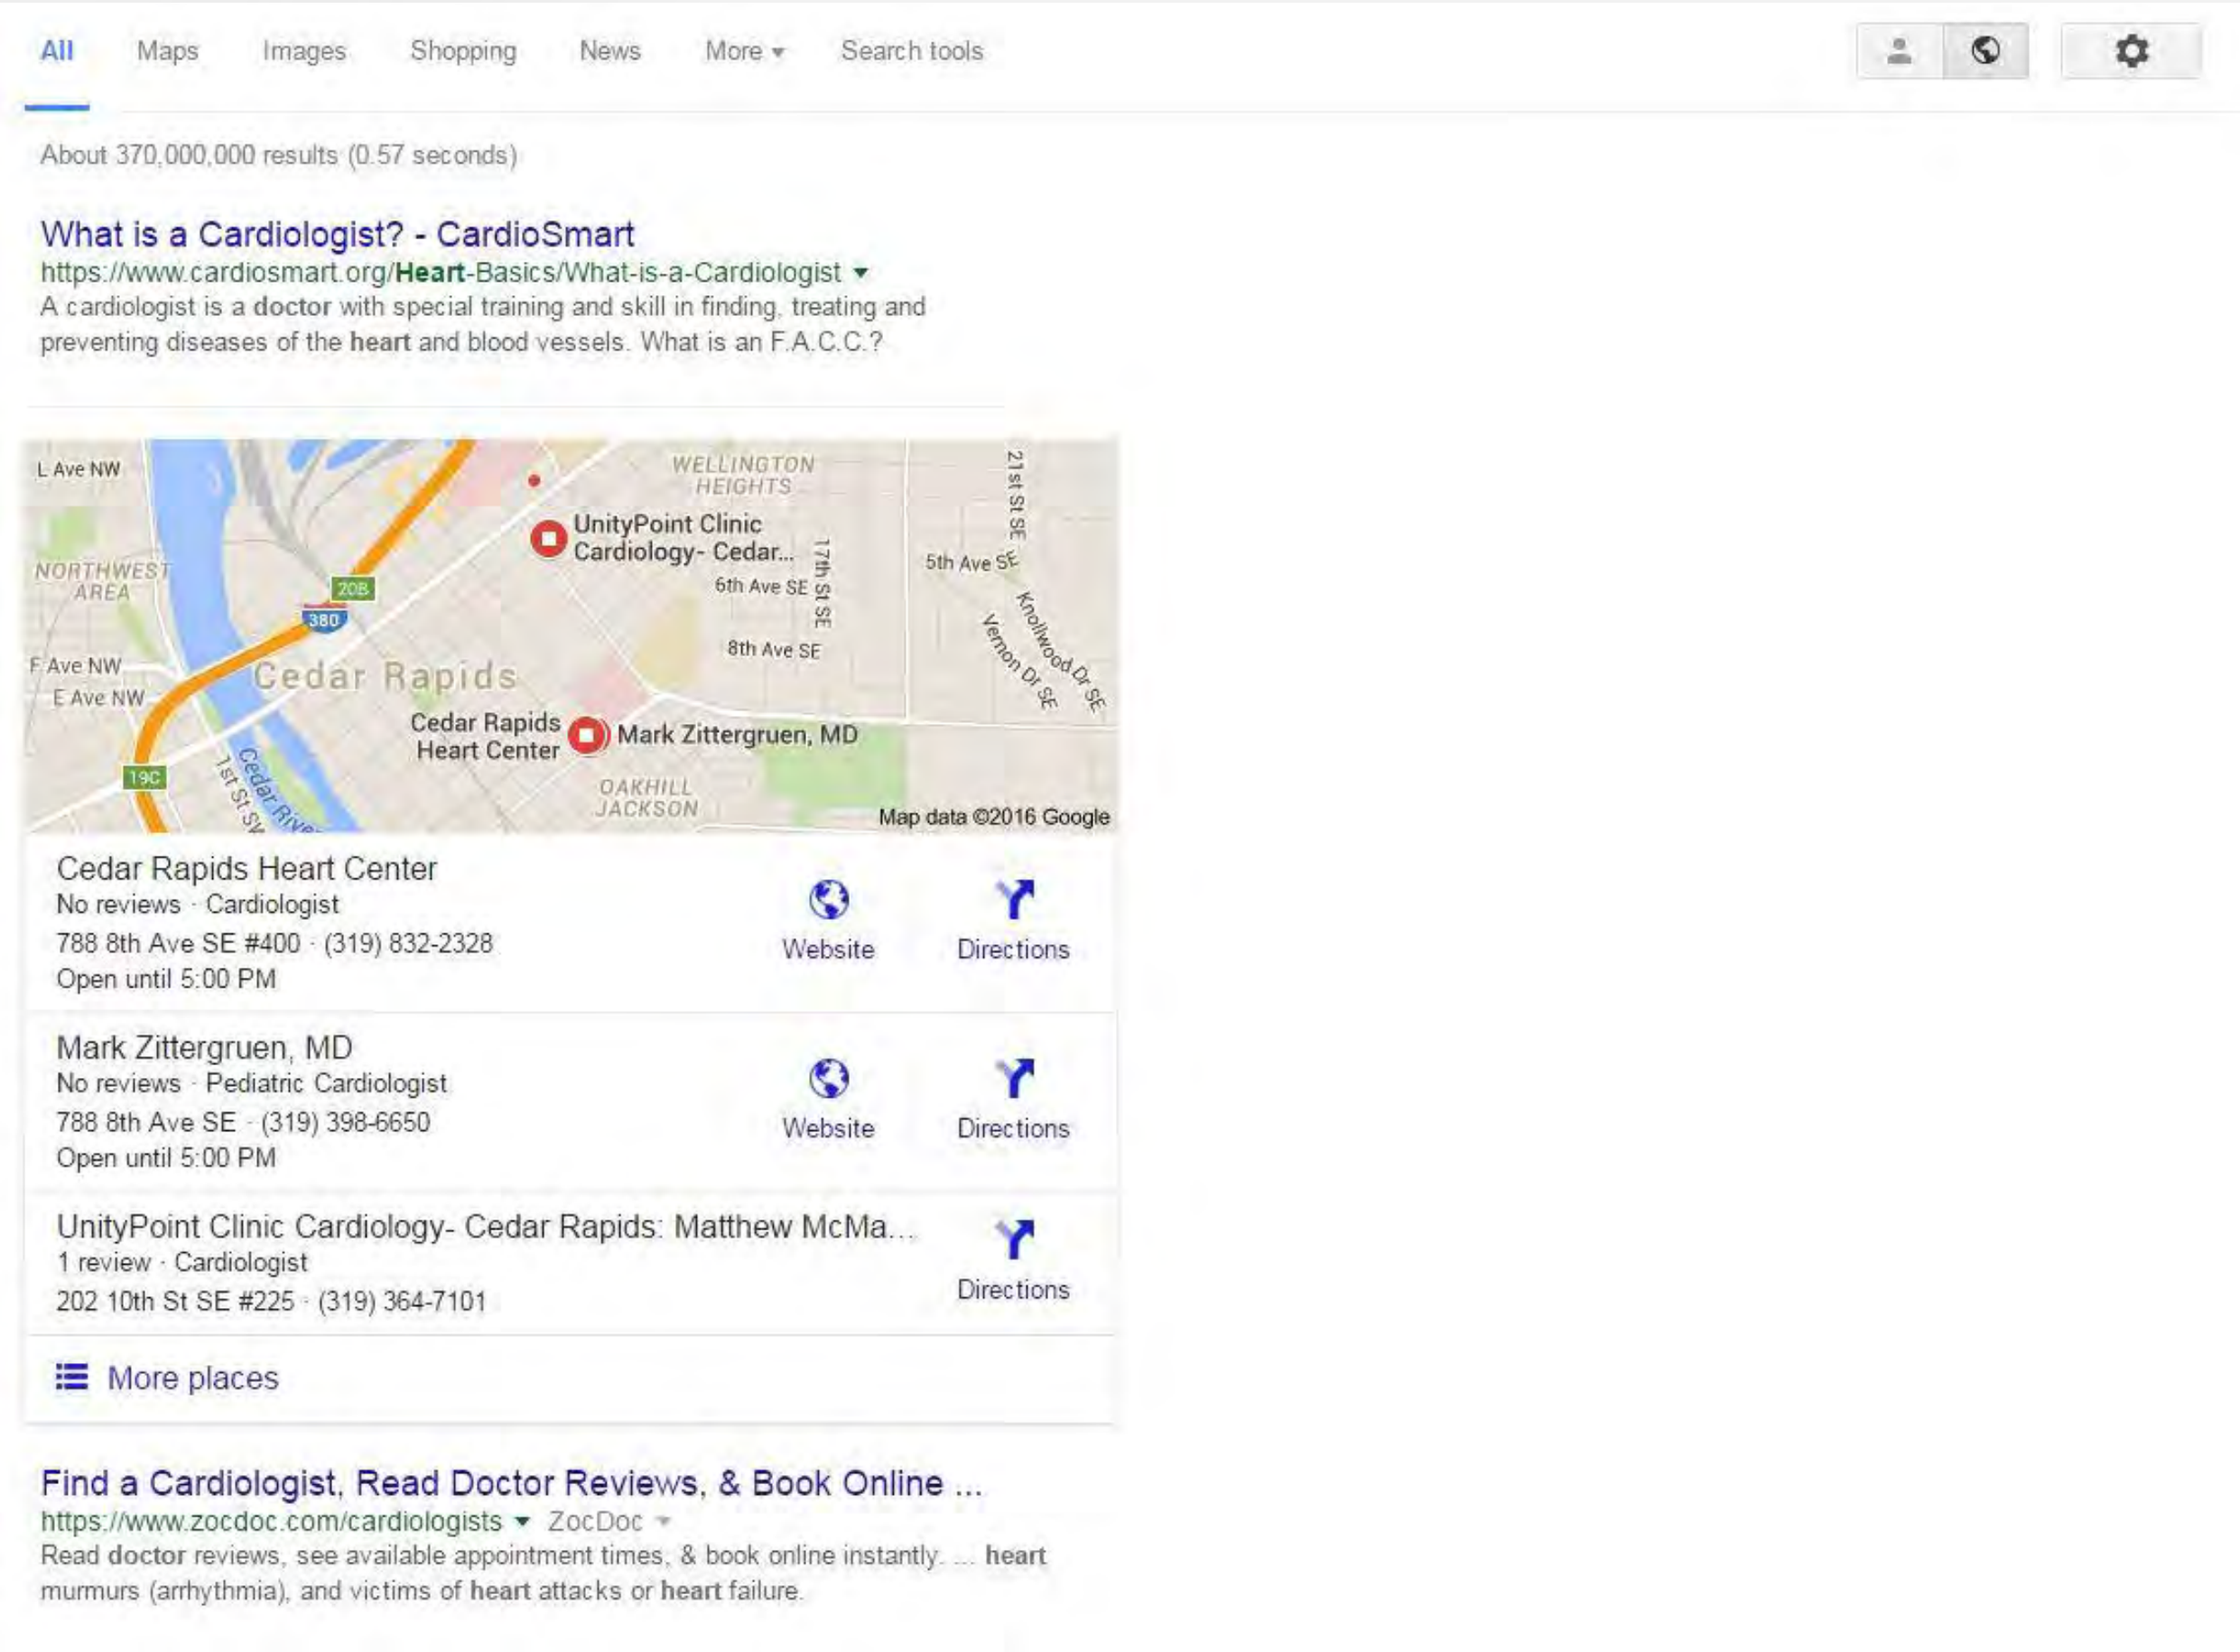 All Maps Images Shopping News More Search tools
About 370,000,000 results (0.57 seconds)
What is a Cardiologist? - CardioSmart
https://www.cardiosmart.org/Heart-Basics/What-is-a-Cardiologist
A cardiologist is a doctor with special training and skill in finding, treating and
preventing diseases of the heart and blood vessels. What is an F.A.C.C.?
L Ave NW
WELLINGTON
HEIGHTS
21st St SE
UnityPoint Clinic
Cardiology- Cedar...
17th St SE
5th Ave SE
NORTHWEST
AREA
20B
6th Ave SE
380
Knollwood Dr SE
Vernon Dr SE
8th Ave SE
F Ave NW
Cedar Rapids
E Ave NW
Cedar Rapids
Heart Center
Mark Zittergruen, MD
19C
1st St SW
Cedar River
OAKHILL
JACKSON
Map data ©2016 Google
Cedar Rapids Heart Center
No reviews · Cardiologist
788 8th Ave SE #400 · (319) 832-2328
Open until 5:00 PM
Website
Directions
Mark Zittergruen, MD
No reviews · Pediatric Cardiologist
788 8th Ave SE · (319) 398-6650
Open until 5:00 PM
Website
Directions
UnityPoint Clinic Cardiology- Cedar Rapids: Matthew McMa...
1 review · Cardiologist
202 10th St SE #225 · (319) 364-7101
Directions
More places
Find a Cardiologist, Read Doctor Reviews, & Book Online ...
https://www.zocdoc.com/cardiologists ZocDoc
Read doctor reviews, see available appointment times, & book online instantly. ... heart
murmurs (arrhythmia), and victims of heart attacks or heart failure.